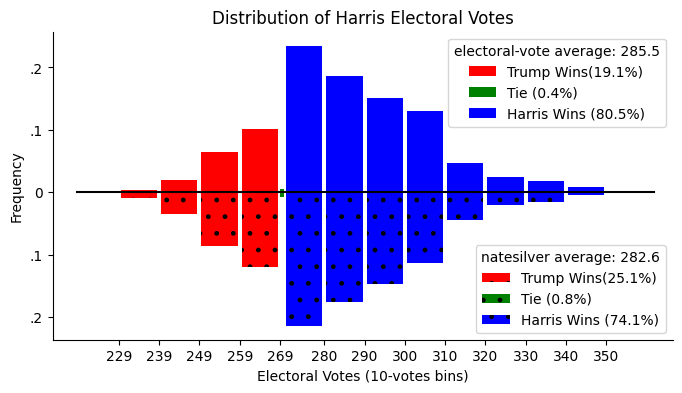 Distribution of Harris Electoral Votes
electoral-vote average: 285.5
Trump Wins(19.1%)
Tie (0.4%)
Harris Wins (80.5%)
.2
.1
0
.1
.2
Frequency
natesilver average: 282.6
Trump Wins(25.1%)
Tie (0.8%)
Harris Wins (74.1%)
229 239 249 259 269 280 290 300 310 320 330 340 350
Electoral Votes (10-votes bins)